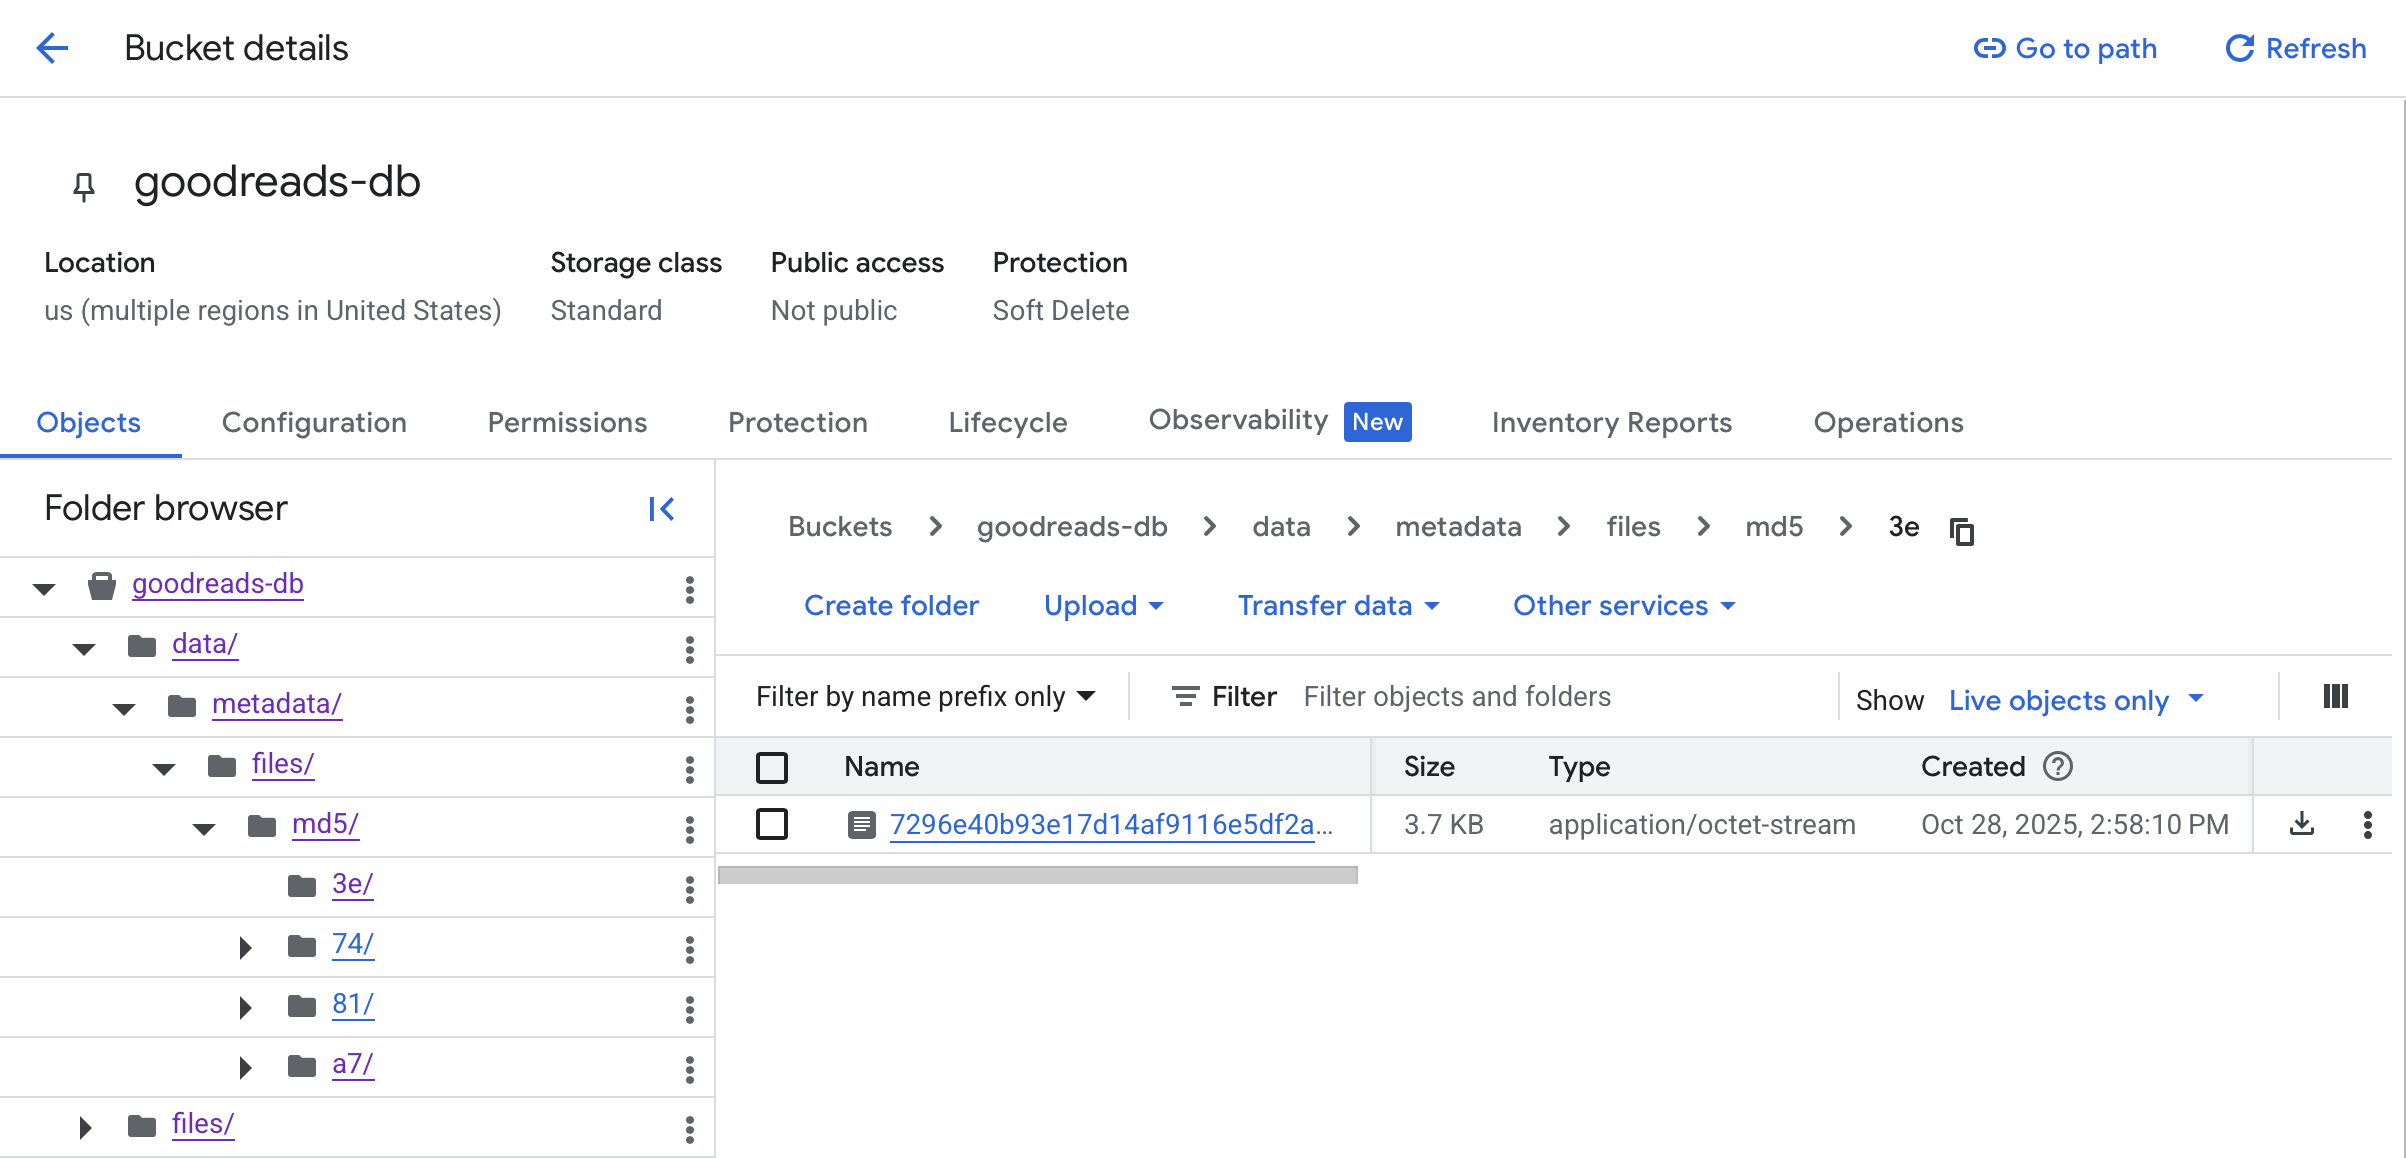 Bucket details
Go to path
Refresh
goodreads-db
Location
Storage class
Public access
Protection
us (multiple regions in United States)
Standard
Not public
Soft Delete
Objects
Configuration
Permissions
Protection
Lifecycle
Observability
New
Inventory Reports
Operations
Folder browser
goodreads-db
data/
metadata/
files/
md5/
3e/
74/
81/
a7/
files/
Buckets > goodreads-db > data > metadata > files > md5 > 3e
Create folder
Upload
Transfer data
Other services
Filter by name prefix only
Filter
Filter objects and folders
Show
Live objects only
Name
Size
Type
Created
7296e40b93e17d14af9116e5df2a…
3.7 KB
application/octet-stream
Oct 28, 2025, 2:58:10 PM